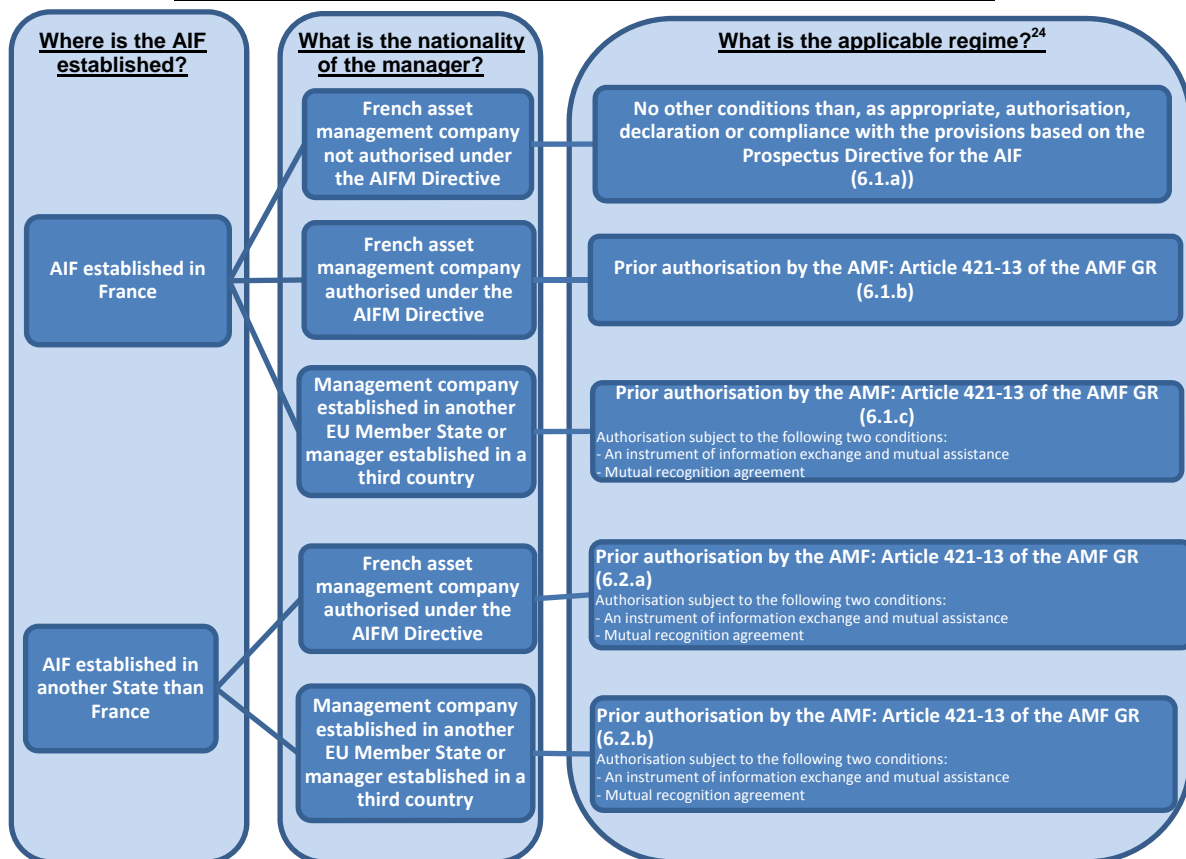 Where is the AIF
established?
What is the nationality
of the manager?
What is the applicable regime?24
French asset
management company
not authorised under
the AIFM Directive
No other conditions than, as appropriate, authorisation,
declaration or compliance with the provisions based on the
Prospectus Directive for the AIF
(6.1.a))
AIF established in
France
French asset
management company
authorised under the
AIFM Directive
Prior authorisation by the AMF: Article 421-13 of the AMF GR
(6.1.b)
Management company
established in another
EU Member State or
manager established in a
third country
Prior authorisation by the AMF: Article 421-13 of the AMF GR
(6.1.c)
Authorisation subject to the following two conditions:
- An instrument of information exchange and mutual assistance
- Mutual recognition agreement
AIF established in
another State than
France
French asset
management company
authorised under the
AIFM Directive
Prior authorisation by the AMF: Article 421-13 of the AMF GR
(6.2.a)
Authorisation subject to the following two conditions:
- An instrument of information exchange and mutual assistance
- Mutual recognition agreement
Management company
established in another
EU Member State or
manager established in a
third country
Prior authorisation by the AMF: Article 421-13 of the AMF GR
(6.2.b)
Authorisation subject to the following two conditions:
- An instrument of information exchange and mutual assistance
- Mutual recognition agreement